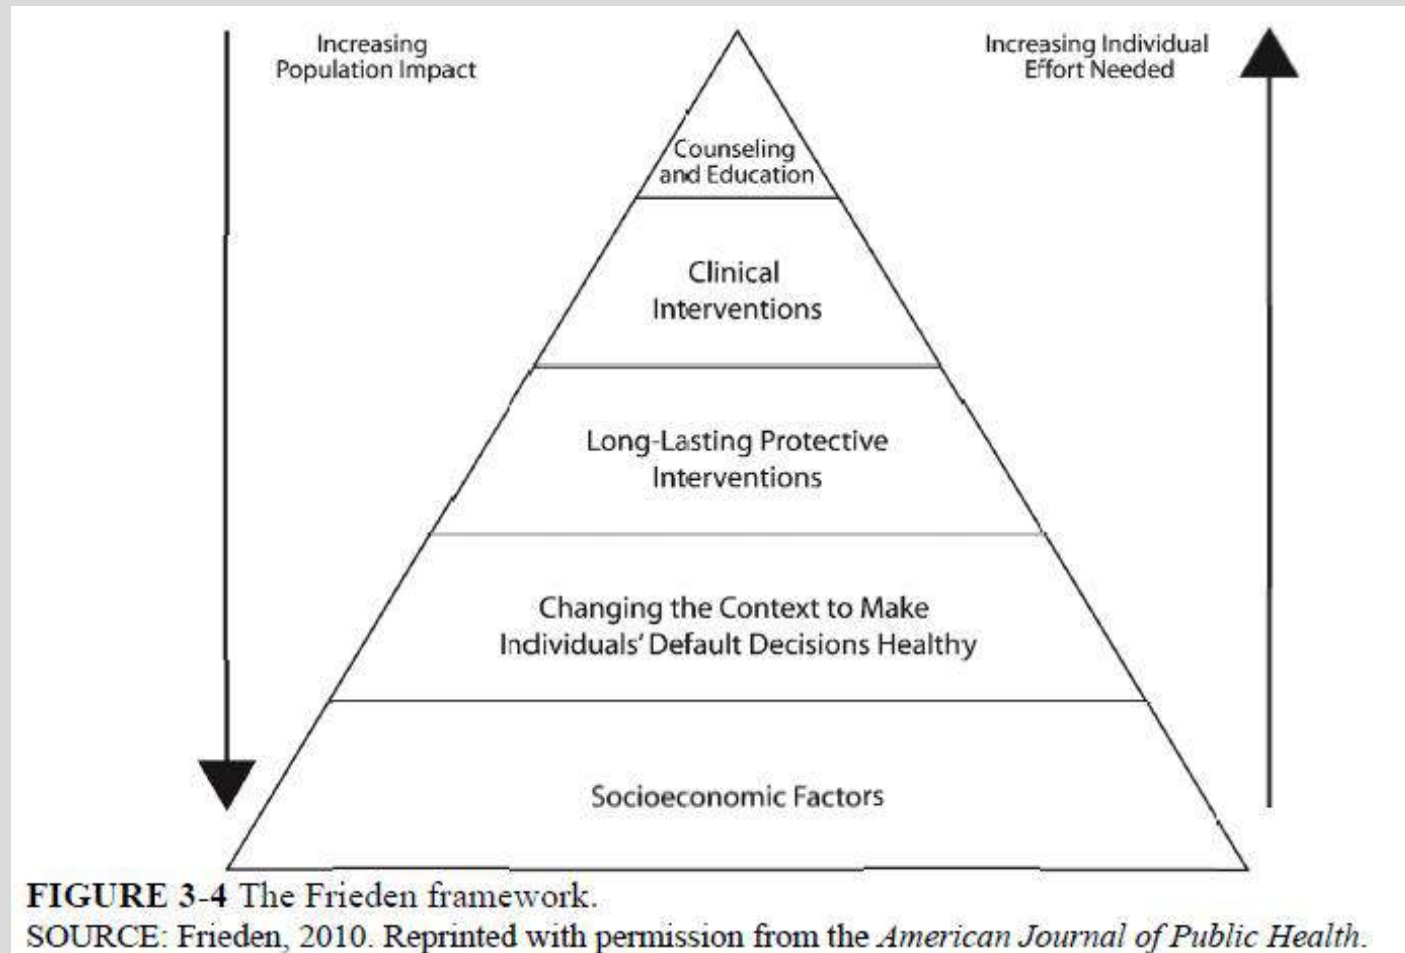 Increasing
Population Impact
Increasing Individual
Effort Needed
Counseling
and Education
Clinical
Interventions
Long-Lasting Protective
Interventions
Changing the Context to Make
Individuals' Default Decisions Healthy
Socioeconomic Factors
FIGURE 3-4 The Frieden framework.
SOURCE: Frieden, 2010. Reprinted with permission from the American Journal of Public Health.